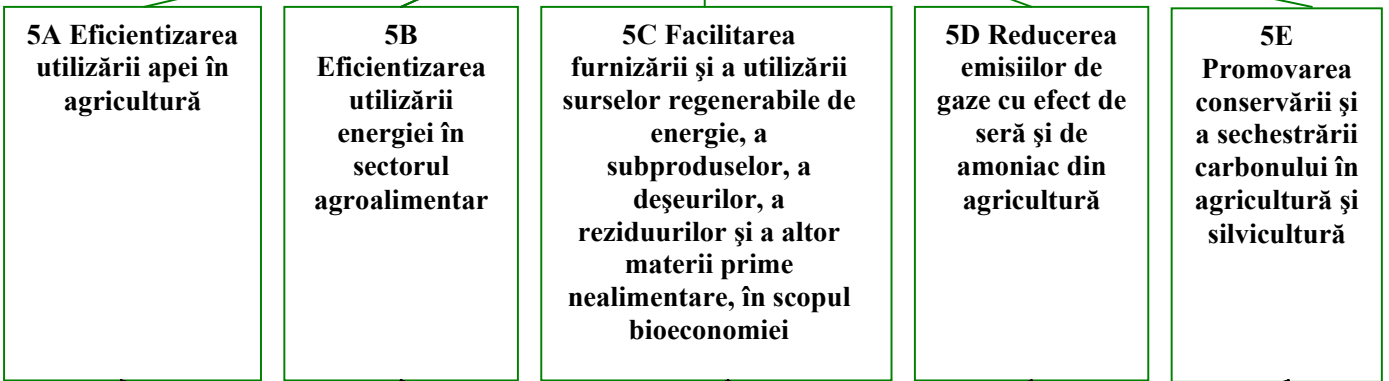 5A Eficientizarea
utilizării apei în
agricultură
5B
Eficientizarea
utilizării
energiei în
sectorul
agroalimentar
5C Facilitarea
furnizării şi a utilizării
surselor regenerabile de
energie, a
subproduselor, a
deşeurilor, a
reziduurilor şi a altor
materii prime
nealimentare, în scopul
bioeconomiei
5D Reducerea
emisiilor de
gaze cu efect de
seră şi de
amoniac din
agricultură
5E
Promovarea
conservării şi
a sechestrării
carbonului în
agricultură şi
silvicultură